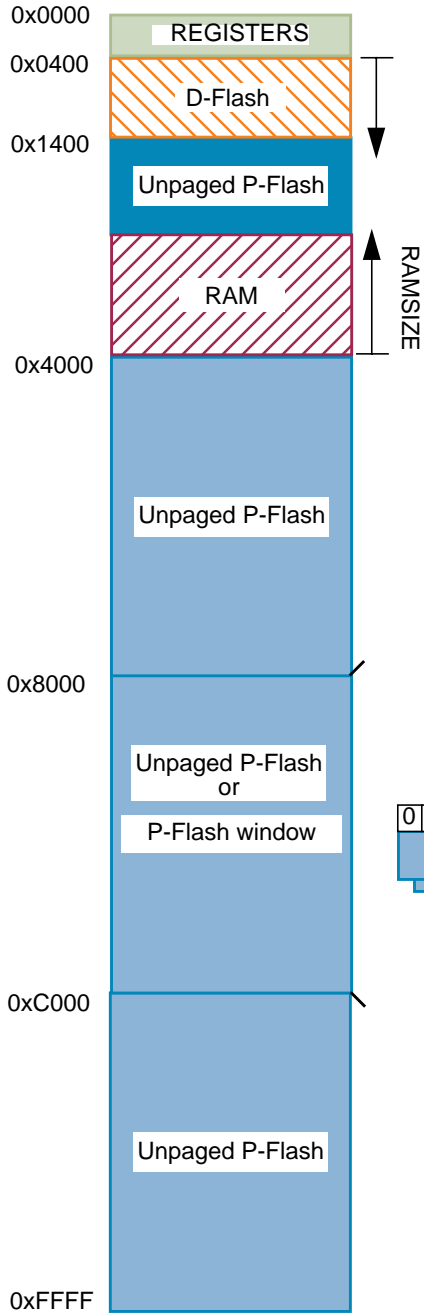 0x0000
REGISTERS
0x0400
D-Flash
0x1400
Unpaged P-Flash
RAM
RAMSIZE
0x4000
Unpaged P-Flash
0x8000
Unpaged P-Flash
or
P-Flash window
0
0xC000
Unpaged P-Flash
0xFFFF